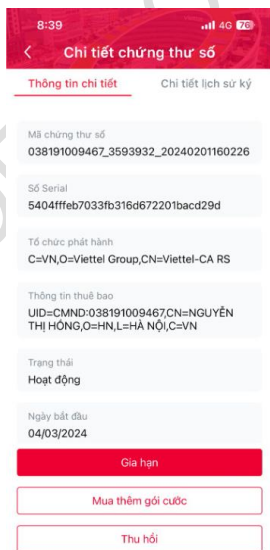 8:39
4G 76
Chi tiết chứng thư số
Thông tin chi tiết
Chi tiết lịch sử ký
Mã chứng thư số
038191009467_3593932_20240201160226
Số Serial
5404fffeb7033fb316d672201bacd29d
Tổ chức phát hành
C=VN,O=Viettel Group,CN=Viettel-CA RS
Thông tin thuê bao
UID=CMND:038191009467,CN=NGUYỄN
THỊ HỒNG,O=HN,L=HÀ NỘI,C=VN
Trạng thái
Hoạt động
Ngày bắt đầu
04/03/2024
Gia hạn
Mua thêm gói cước
Thu hồi